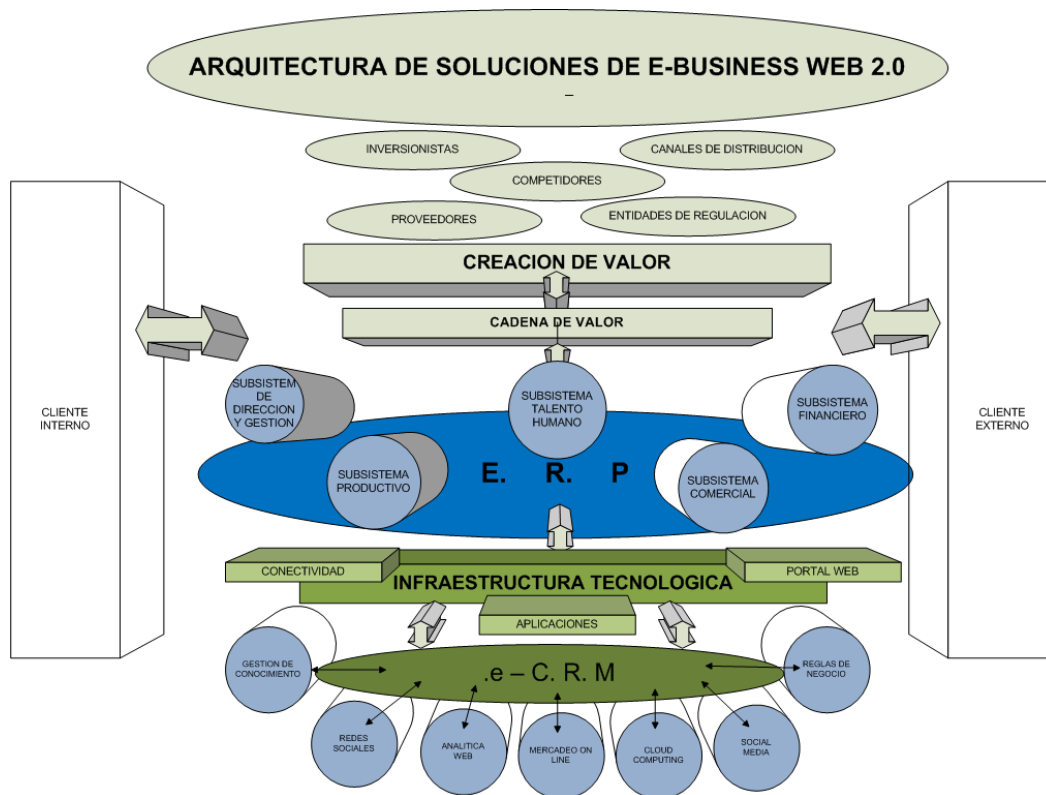 ARQUITECTURA DE SOLUCIONES DE E-BUSINESS WEB 2.0
–
INVERSIONISTAS
CANALES DE DISTRIBUCION
COMPETIDORES
PROVEEDORES
ENTIDADES DE REGULACION
CREACION DE VALOR
CADENA DE VALOR
CLIENTE
INTERNO
SUBSISTEM
DE
DIRECCION
Y GESTION
SUBSISTEMA
TALENTO
HUMANO
SUBSISTEMA
FINANCIERO
CLIENTE
EXTERNO
SUBSISTEMA
PRODUCTIVO
E. R. P
SUBSISTEMA
COMERCIAL
CONECTIVIDAD
INFRAESTRUCTURA TECNOLOGICA
PORTAL WEB
APLICACIONES
GESTION DE
CONOCIMIENTO
.e – C. R. M
REGLAS DE
NEGOCIO
REDES
SOCIALES
ANALITICA
WEB
MERCADEO ON
LINE
CLOUD
COMPUTING
SOCIAL
MEDIA